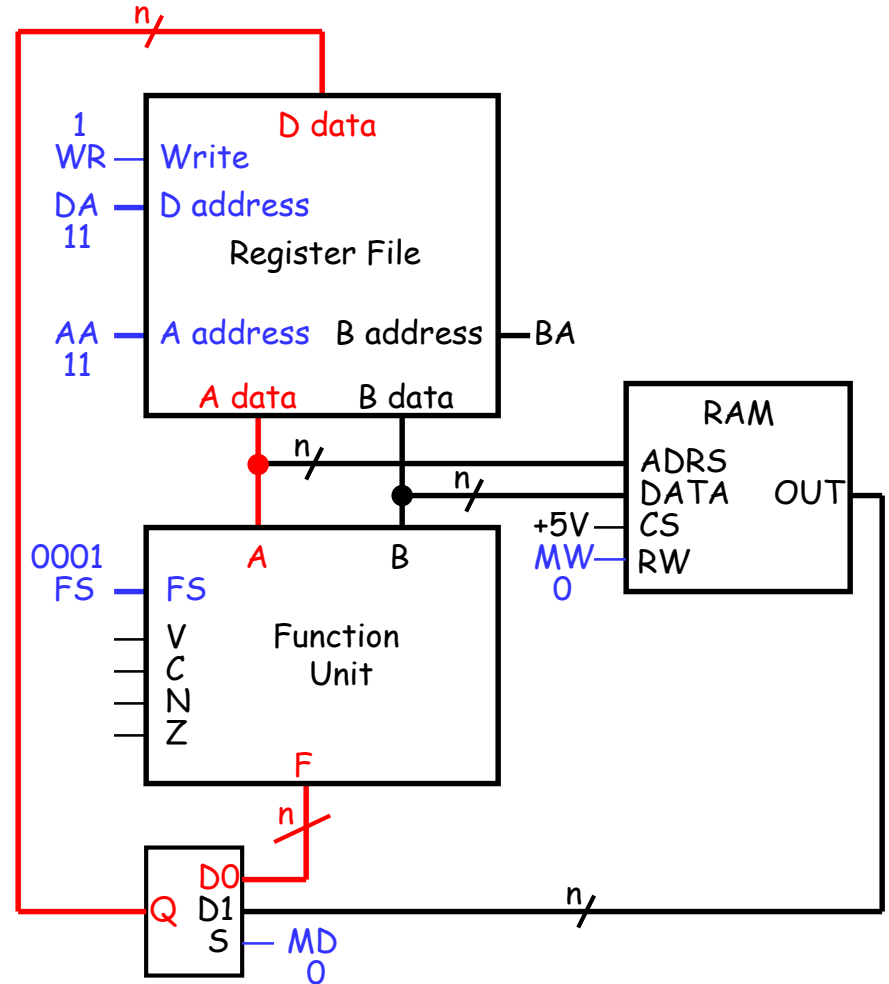 n
D data
1
WR
Write
DA
D address
11
Register File
AA
A address
B address
BA
11
A data
B data
RAM
n
ADRS
n
DATA
OUT
+5V
CS
MW
RW
0
0001
A
B
FS
FS
V
Function
Unit
C
N
Z
F
n
D0
Q
D1
n
S
MD
0